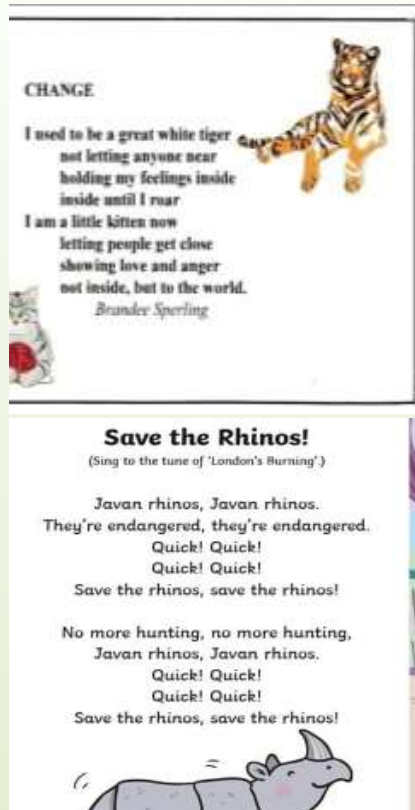 CHANGE
I used to be a great white tiger
not letting anyone near
holding my feelings inside
inside until I roar
I am a little kitten now
letting people get close
showing love and anger
not inside, but to the world.
Brandee Sperling
Save the Rhinos!
(Sing to the tune of 'London's Burning'.)
Javan rhinos, Javan rhinos.
They're endangered, they're endangered.
Quick! Quick!
Quick! Quick!
Save the rhinos, save the rhinos!
No more hunting, no more hunting,
Javan rhinos, Javan rhinos.
Quick! Quick!
Quick! Quick!
Save the rhinos, save the rhinos!